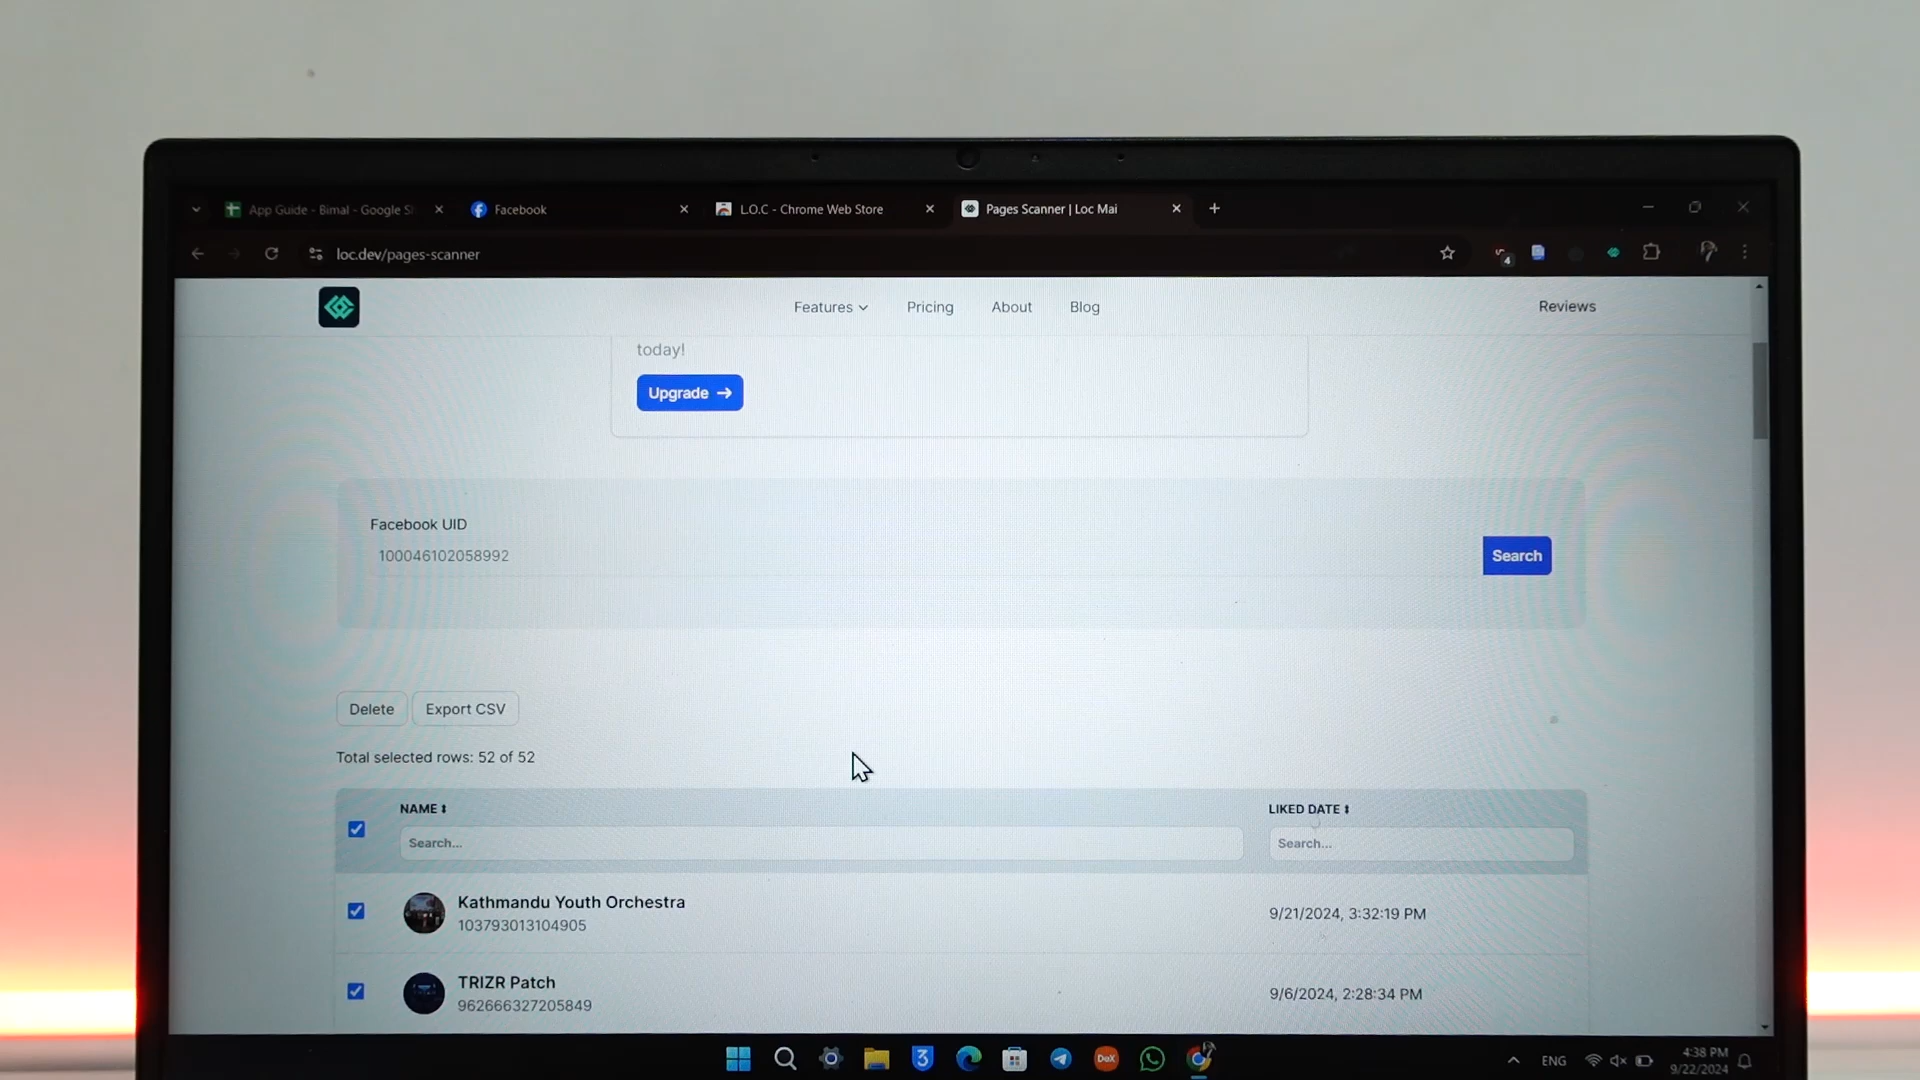 App Guide - Bimal - Google S
Facebook
L.O.C - Chrome Web Store
Pages Scanner | Loc Mai
loc.dev/pages-scanner
4
Features
Pricing
About
Blog
Reviews
today!
Upgrade →
Facebook UID
100046102058992
Search
Delete
Export CSV
Total selected rows: 52 of 52
NAME
LIKED DATE
Search...
Search...
Kathmandu Youth Orchestra
103793013104905
9/21/2024, 3:32:19 PM
TRIZR Patch
962666327205849
9/6/2024, 2:28:34 PM
3
DeX
ENG
4:38 PM
9/22/2024